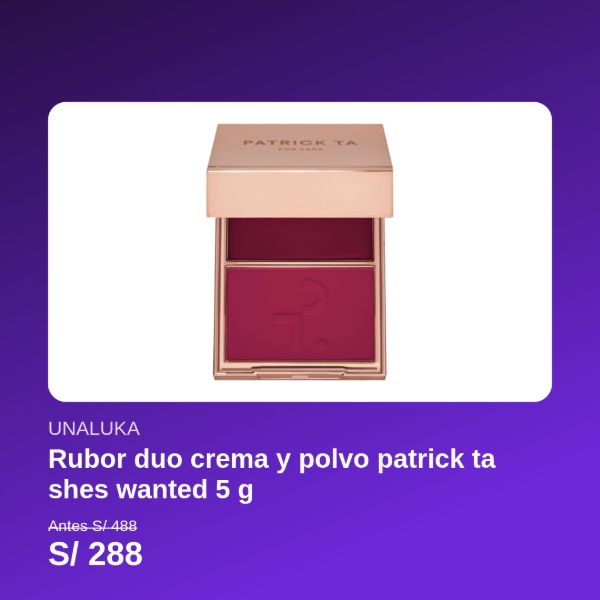 PATRICK TA
FOR FACE
UNALUKA
Rubor duo crema y polvo patrick ta
shes wanted 5 g
Antes S/ 488
S/ 288